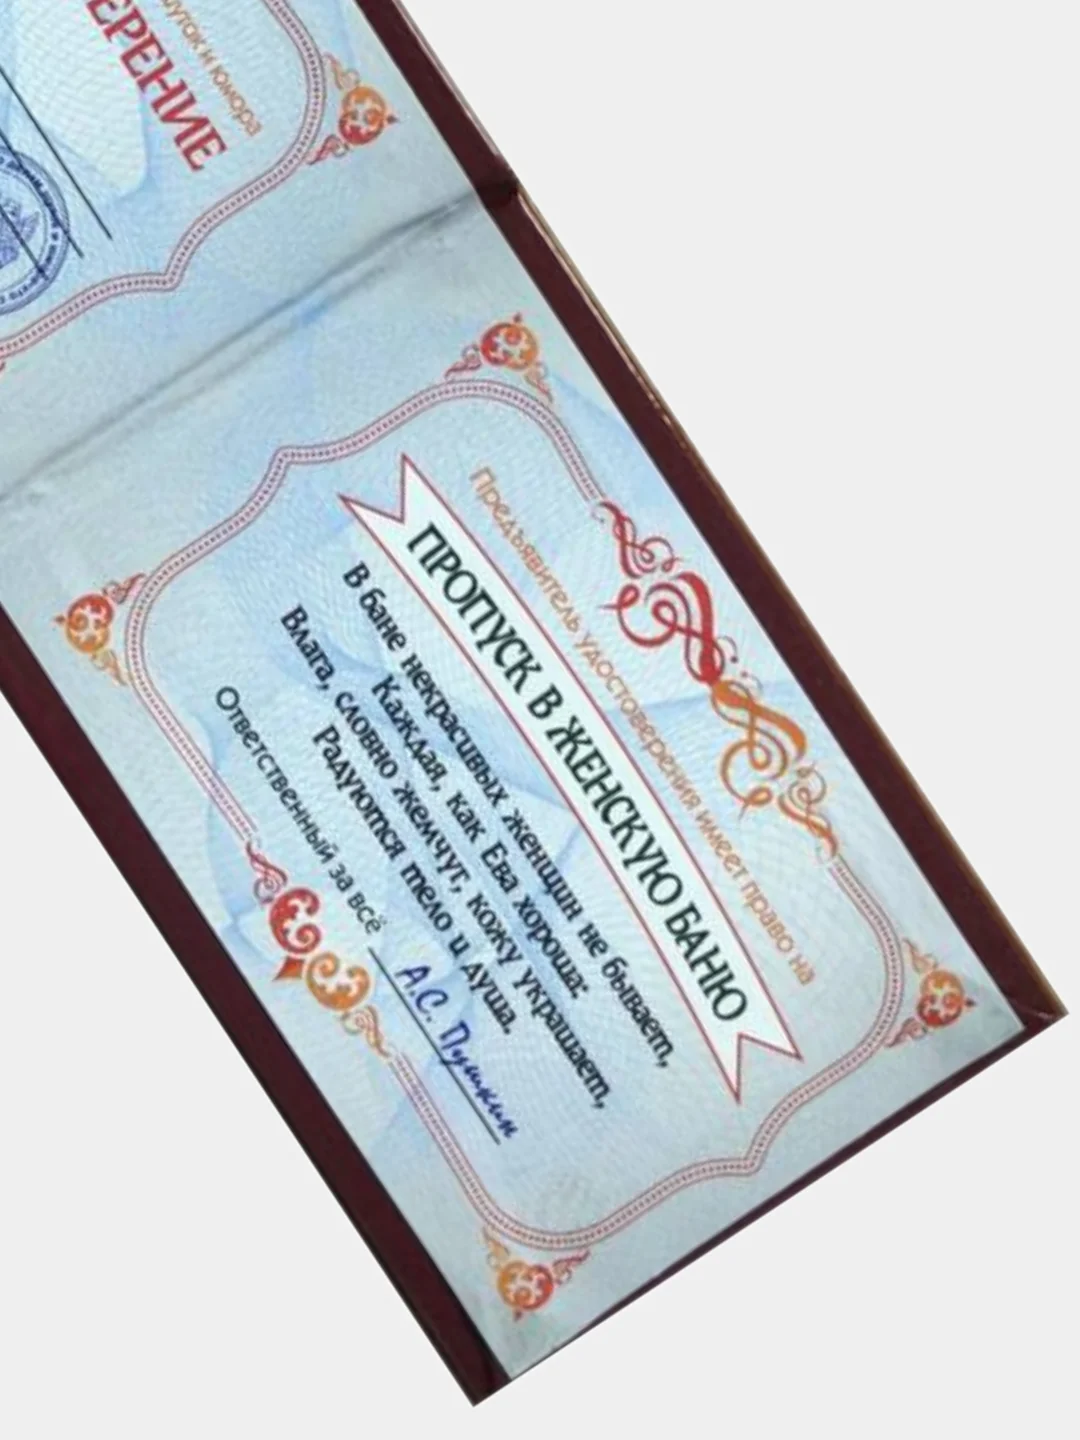 шуток и юмора
ЕРЕНИЕ
Предъявитель удостоверения имеет право на
ПРОПУСК В ЖЕНСКУЮ БАНЮ
В бане некрасивых женщин не бывает,
Каждая, как Ева хороша:
Влага, словно жемчуг, кожу украшает,
Радуются тело и душа.
Ответственный за всё А.С. Пушкин